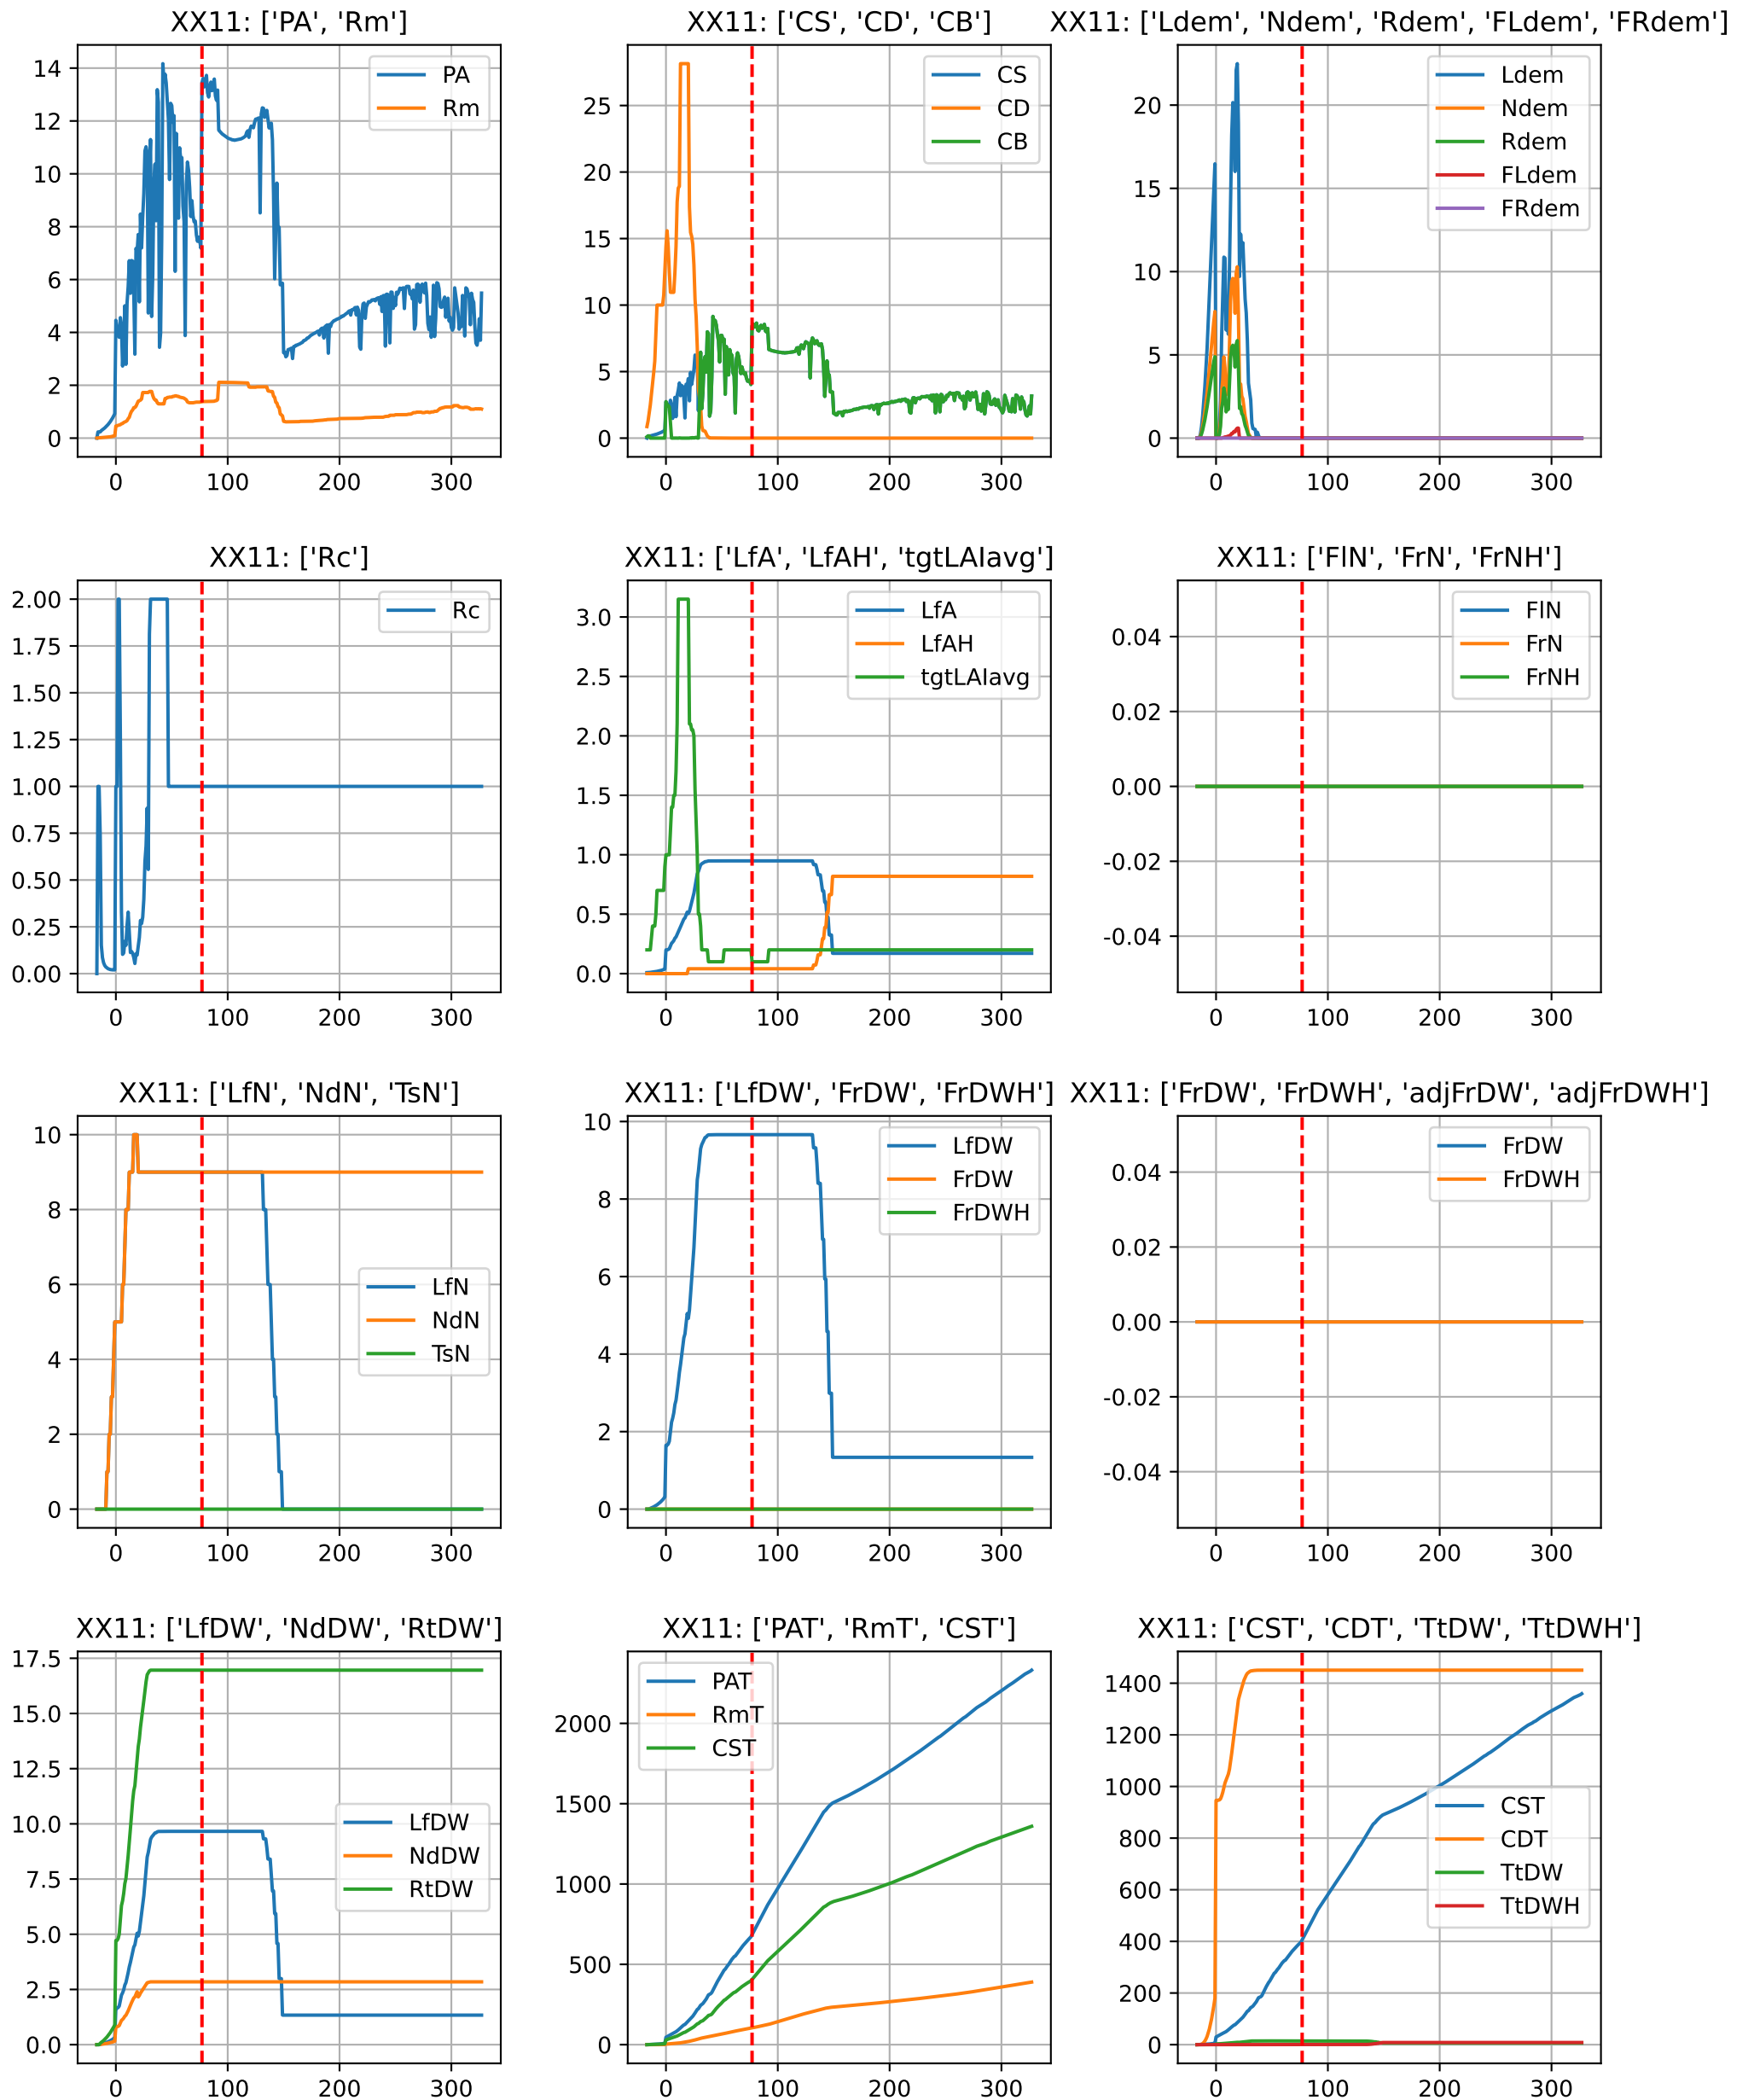 XX11: ['PA', 'Rm']
14
12
10
8
6
4
2
0
0 100 200 300
PA
Rm
XX11: ['CS', 'CD', 'CB']
25
20
15
10
5
0
0 100 200 300
CS
CD
CB
XX11: ['Ldem', 'Ndem', 'Rdem', 'FLdem', 'FRdem']
20
15
10
5
0
0 100 200 300
Ldem
Ndem
Rdem
FLdem
FRdem
XX11: ['Rc']
2.00
1.75
1.50
1.25
1.00
0.75
0.50
0.25
0.00
0 100 200 300
Rc
XX11: ['LfA', 'LfAH', 'tgtLAIavg']
3.0
2.5
2.0
1.5
1.0
0.5
0.0
0 100 200 300
LfA
LfAH
tgtLAIavg
XX11: ['FlN', 'FrN', 'FrNH']
0.04
0.02
0.00
-0.02
-0.04
0 100 200 300
FlN
FrN
FrNH
XX11: ['LfN', 'NdN', 'TsN']
10
8
6
4
2
0
0 100 200 300
LfN
NdN
TsN
XX11: ['LfDW', 'FrDW', 'FrDWH']
10
8
6
4
2
0
0 100 200 300
LfDW
FrDW
FrDWH
XX11: ['FrDW', 'FrDWH', 'adjFrDW', 'adjFrDWH']
0.04
0.02
0.00
-0.02
-0.04
0 100 200 300
FrDW
FrDWH
XX11: ['LfDW', 'NdDW', 'RtDW']
17.5
15.0
12.5
10.0
7.5
5.0
2.5
0.0
0 100 200 300
LfDW
NdDW
RtDW
XX11: ['PAT', 'RmT', 'CST']
2000
1500
1000
500
0
0 100 200 300
PAT
RmT
CST
XX11: ['CST', 'CDT', 'TtDW', 'TtDWH']
1400
1200
1000
800
600
400
200
0
0 100 200 300
CST
CDT
TtDW
TtDWH